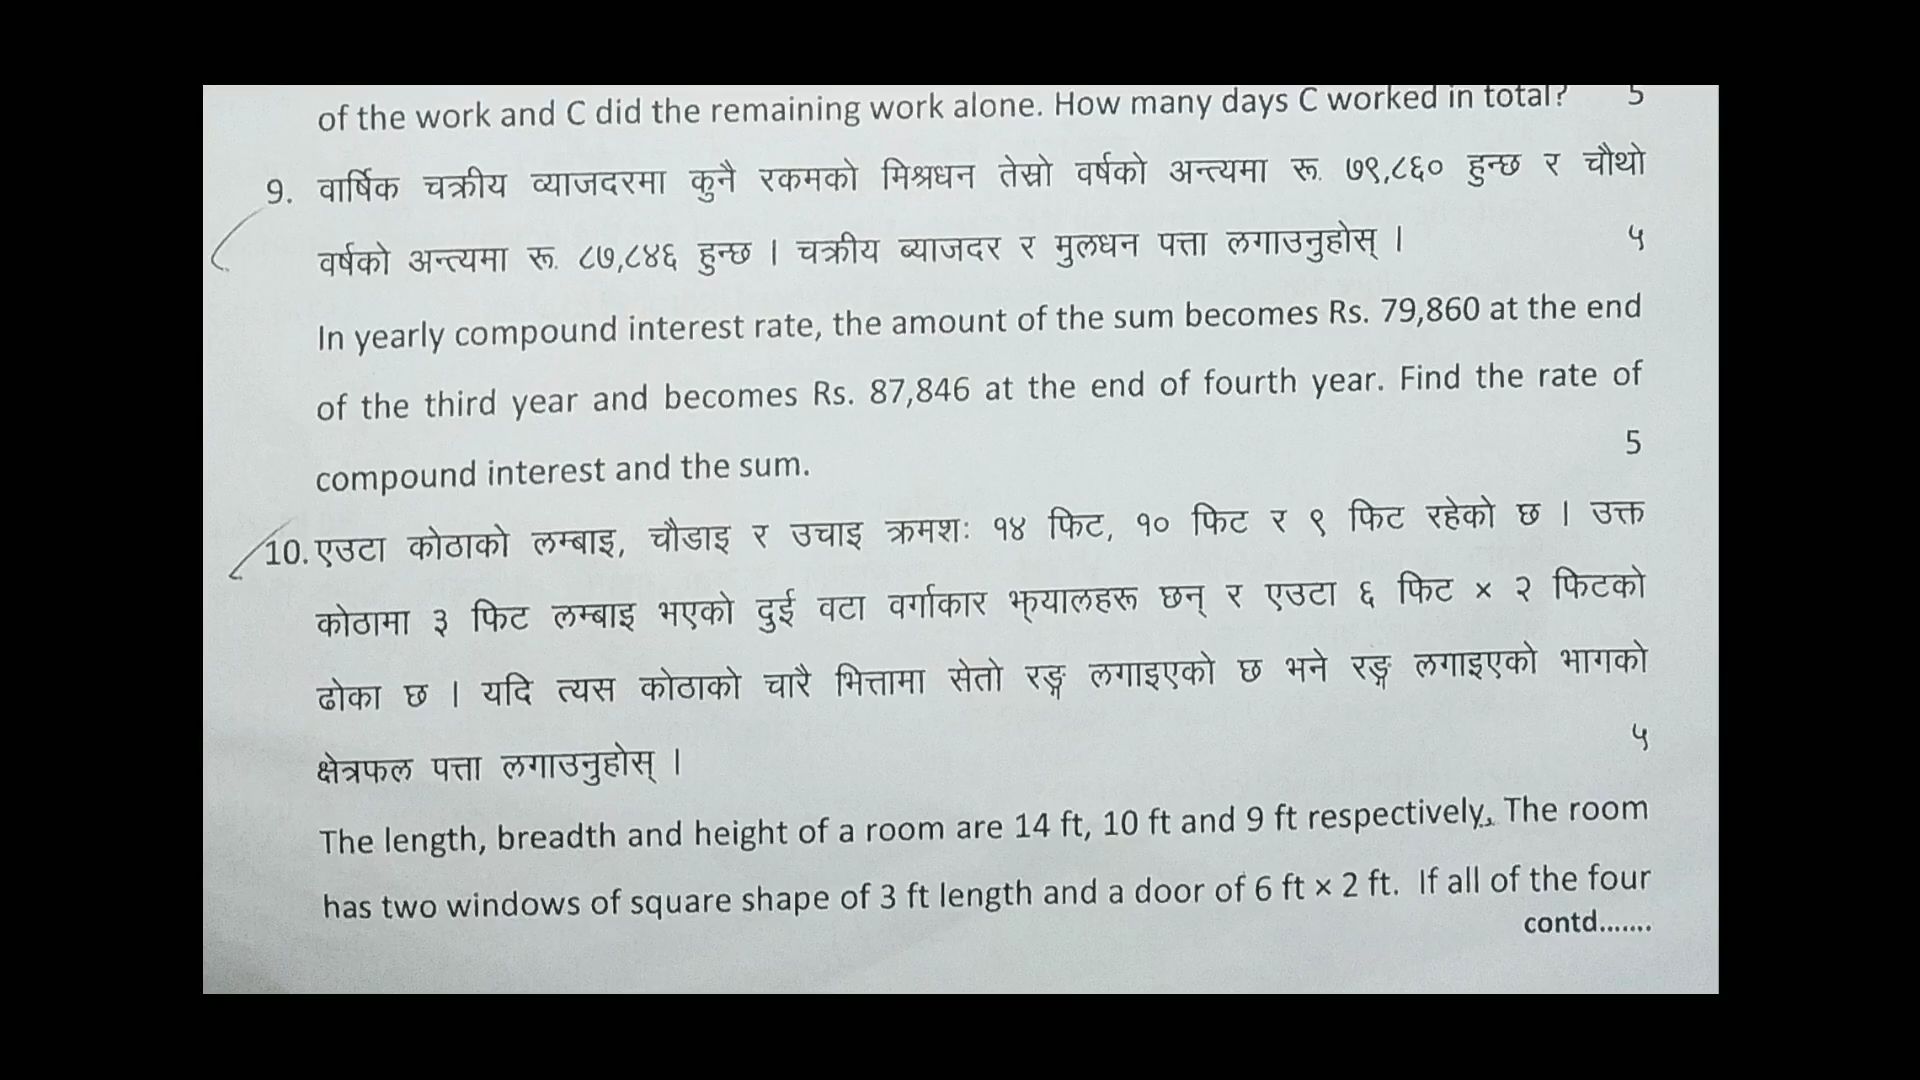 of the work and C did the remaining work alone. How many days C worked in total? 5
9. वार्षिक चक्रीय व्याजदरमा कुनै रकमको मिश्रधन तेस्रो वर्षको अन्त्यमा रू. ७९,८६० हुन्छ र चौथो
वर्षको अन्त्यमा रू. ८७,८४६ हुन्छ । चक्रीय ब्याजदर र मुलधन पत्ता लगाउनुहोस् । ५
In yearly compound interest rate, the amount of the sum becomes Rs. 79,860 at the end
of the third year and becomes Rs. 87,846 at the end of fourth year. Find the rate of
compound interest and the sum. 5
10. एउटा कोठाको लम्बाइ, चौडाइ र उचाइ क्रमशः १४ फिट, १० फिट र ९ फिट रहेको छ । उक्त
कोठामा ३ फिट लम्बाइ भएको दुई वटा वर्गाकार झ्यालहरू छन् र एउटा ६ फिट × २ फिटको
ढोका छ । यदि त्यस कोठाको चारै भित्तामा सेतो रङ्ग लगाइएको छ भने रङ्ग लगाइएको भागको
क्षेत्रफल पत्ता लगाउनुहोस् । ५
The length, breadth and height of a room are 14 ft, 10 ft and 9 ft respectively. The room
has two windows of square shape of 3 ft length and a door of 6 ft × 2 ft. If all of the four
contd.......